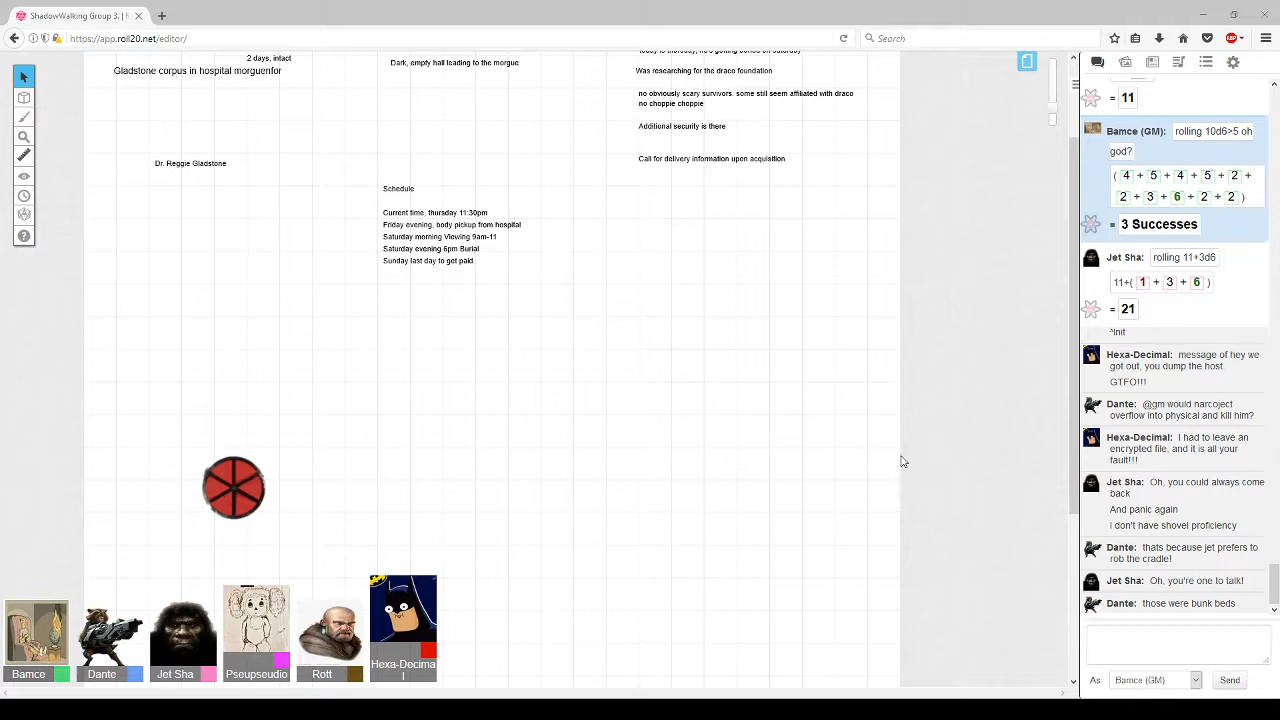 ShadowWalking Group 3. | R
https://app.roll20.net/editor/
Search
2 days, intact
Gladstone corpus in hospital morguenfor
Dark, empty hall leading to the morgue
Was researching for the draco foundation
no obviously scary survivors. some still seem affiliated with draco
no choppie choppie
Additional security is there
Dr. Reggie Gladstone
Call for delivery information upon acquisition
Schedule
Current time, thursday 11:30pm
Friday evening, body pickup from hospital
Saturday morning Viewing 9am-11
Saturday evening 6pm Burial
Sunday last day to get paid
Bamce
Dante
Jet Sha
Pseupseudio
Rott
Hexa-Decima
l
= 11
Bamce (GM): rolling 10d6>5 oh
god?
( 4 + 5 + 4 + 5 + 2 +
2 + 3 + 6 + 2 + 2 )
= 3 Successes
Jet Sha: rolling 11+3d6
11+( 1 + 3 + 6 )
= 21
^Init
Hexa-Decimal: message of hey we
got out, you dump the host.
GTFO!!!
Dante: @gm would narcoject
overflow into physical and kill him?
Hexa-Decimal: I had to leave an
encrypted file, and it is all your
fault!!!
Jet Sha: Oh, you could always come
back
And panic again
I don't have shovel proficiency
Dante: thats because jet prefers to
rob the cradle!
Jet Sha: Oh, you're one to talk!
Dante: those were bunk beds
As: Bamce (GM) Send